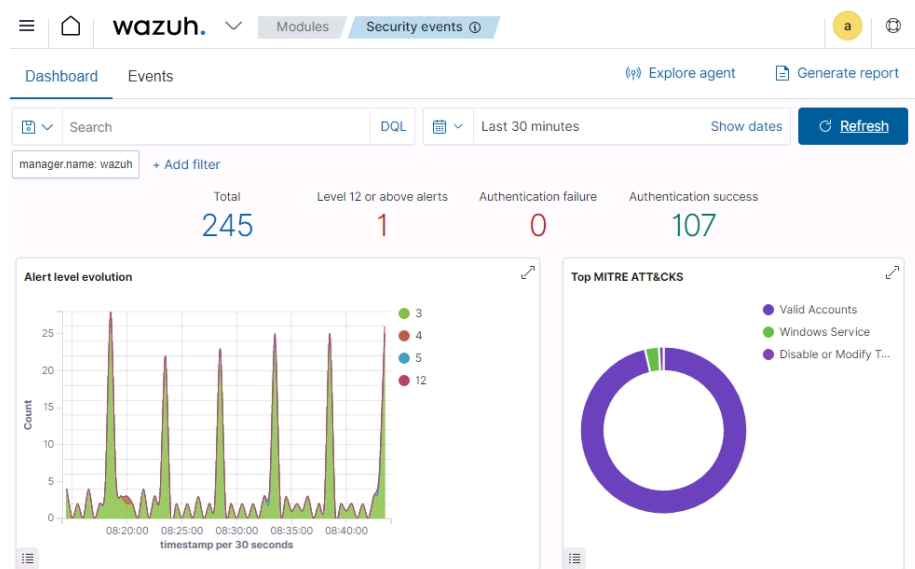 wazuh. Modules Security events a
Dashboard Events Explore agent Generate report
Search DQL Last 30 minutes Show dates Refresh
manager.name: wazuh + Add filter
Total Level 12 or above alerts Authentication failure Authentication success
245 1 0 107
Alert level evolution
25
20
15
10
5
0
Count
08:20:00 08:25:00 08:30:00 08:35:00 08:40:00
timestamp per 30 seconds
3
4
5
12
Top MITRE ATT&CKS
Valid Accounts
Windows Service
Disable or Modify T...